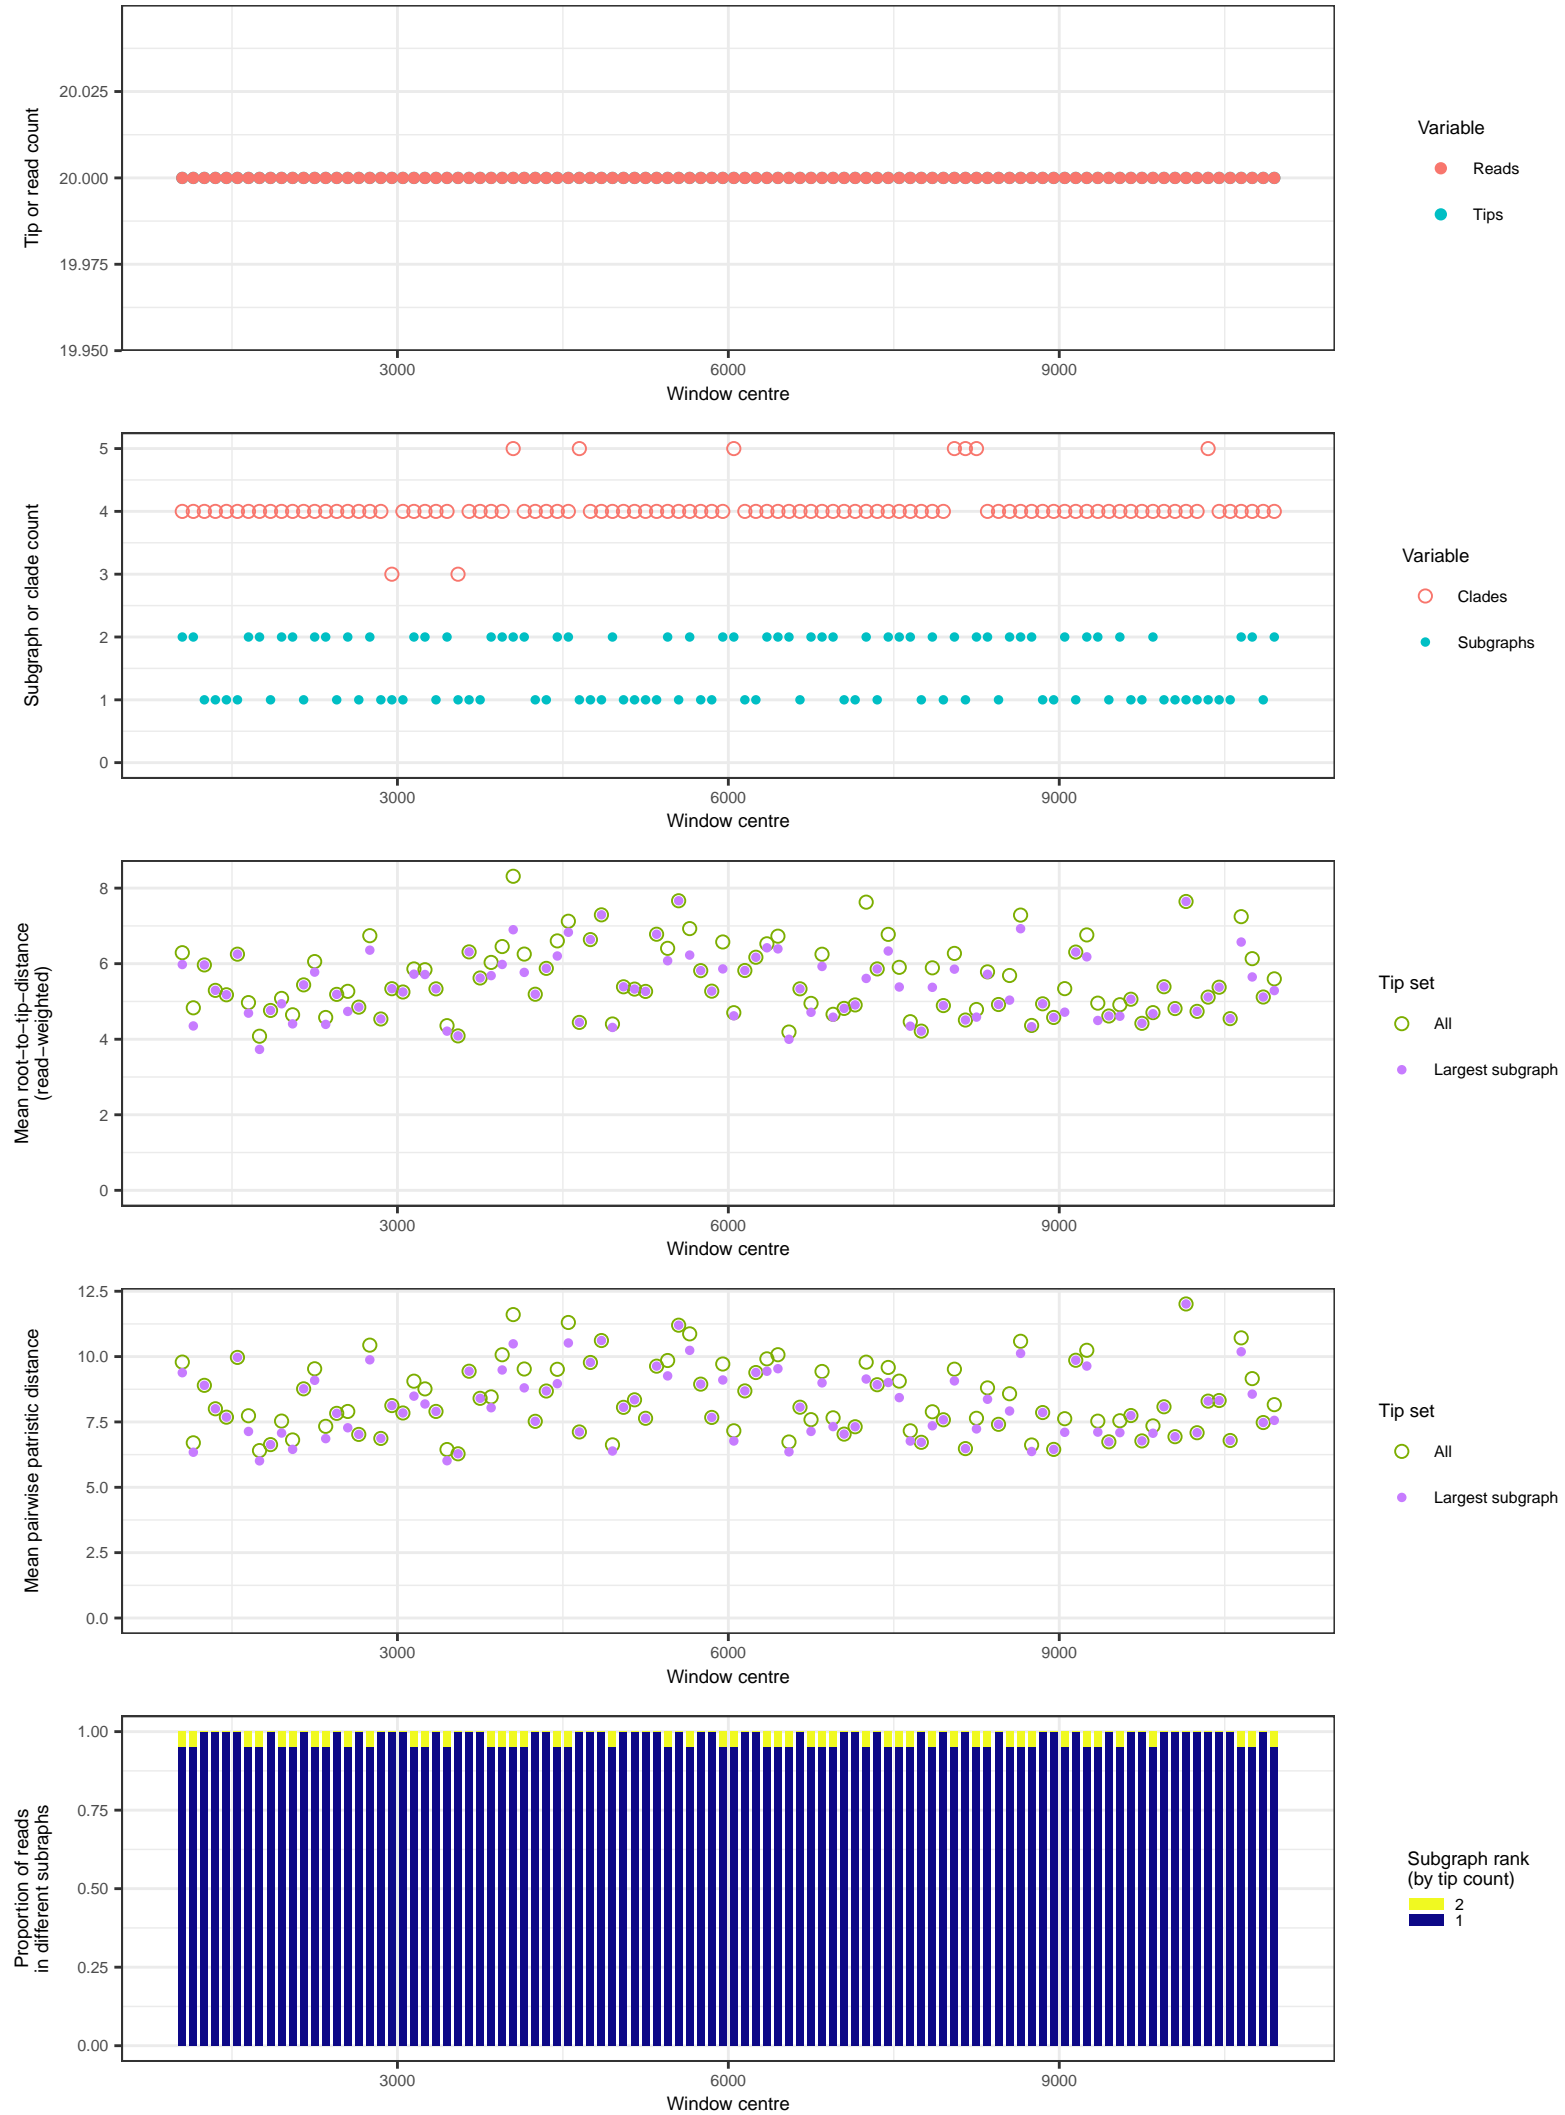 20.025
20.000
19.975
19.950
Tip or read count
3000 6000 9000
Window centre
Variable
Reads
Tips
5
4
3
2
1
0
Subgraph or clade count
3000 6000 9000
Window centre
Variable
Clades
Subgraphs
8
6
4
2
0
Mean root−to−tip−distance
(read−weighted)
3000 6000 9000
Window centre
Tip set
All
Largest subgraph
12.5
10.0
7.5
5.0
2.5
0.0
Mean pairwise patristic distance
3000 6000 9000
Window centre
Tip set
All
Largest subgraph
1.00
0.75
0.50
0.25
0.00
Proportion of reads
in different subraphs
3000 6000 9000
Window centre
Subgraph rank
(by tip count)
2
1